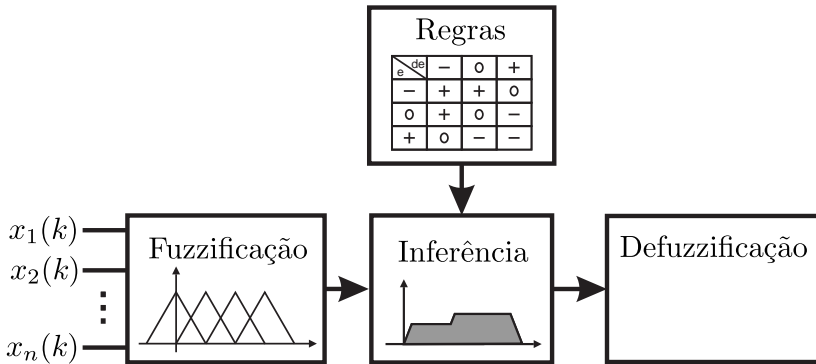 Regras
e de − o +
− + + o
o + o −
+ o − −
x₁(k)
x₂(k)
⋮
xₙ(k)
Fuzzificação
Inferência
Defuzzificação